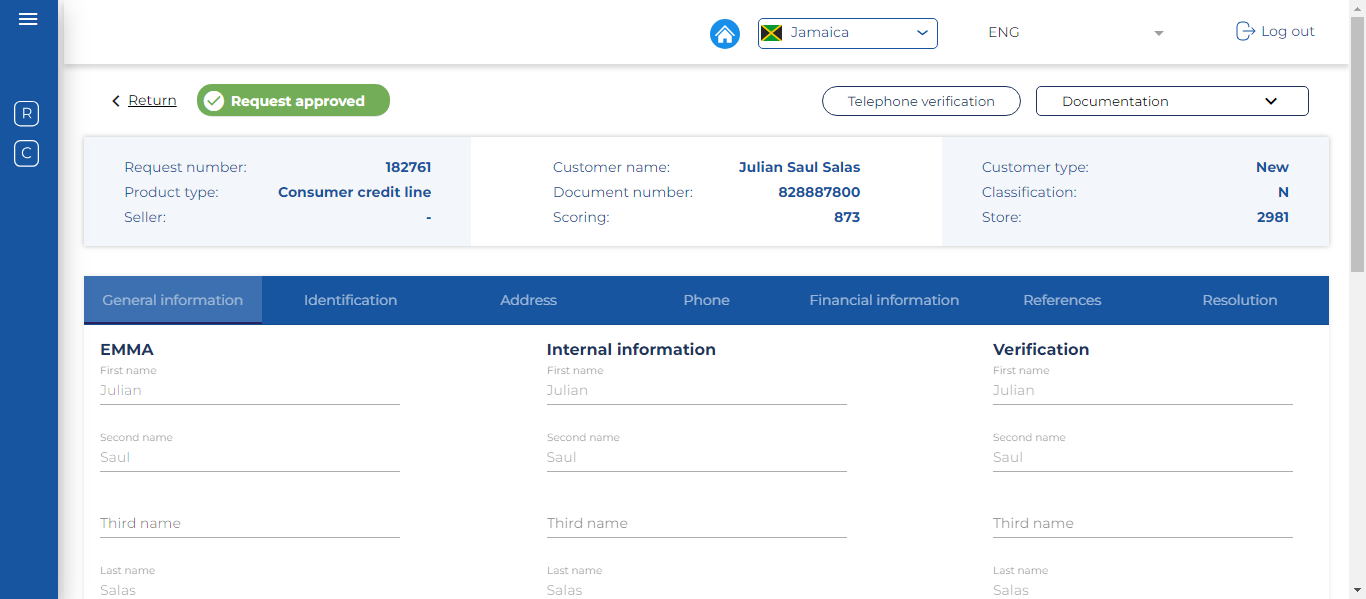 Jamaica ENG Log out
R
C
Return Request approved Telephone verification Documentation
Request number: 182761 Customer name: Julian Saul Salas Customer type: New
Product type: Consumer credit line Document number: 828887800 Classification: N
Seller: - Scoring: 873 Store: 2981
General information Identification Address Phone Financial information References Resolution
EMMA Internal information Verification
First name First name First name
Julian Julian Julian
Second name Second name Second name
Saul Saul Saul
Third name Third name Third name
Last name Last name Last name
Salas Salas Salas